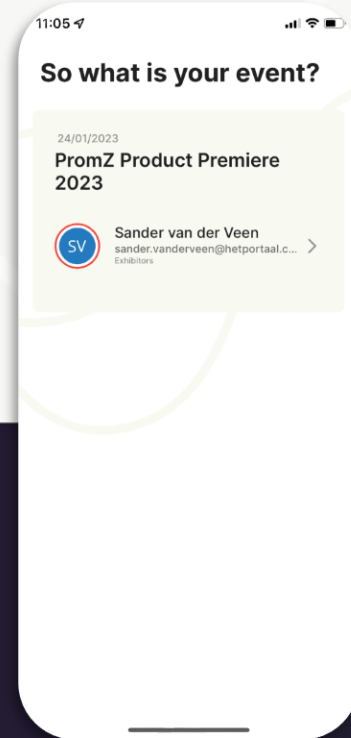 11:05
So what is your event?
24/01/2023
PromZ Product Premiere
2023
SV
Sander van der Veen
sander.vanderveen@hetportaal.c...
Exhibitors